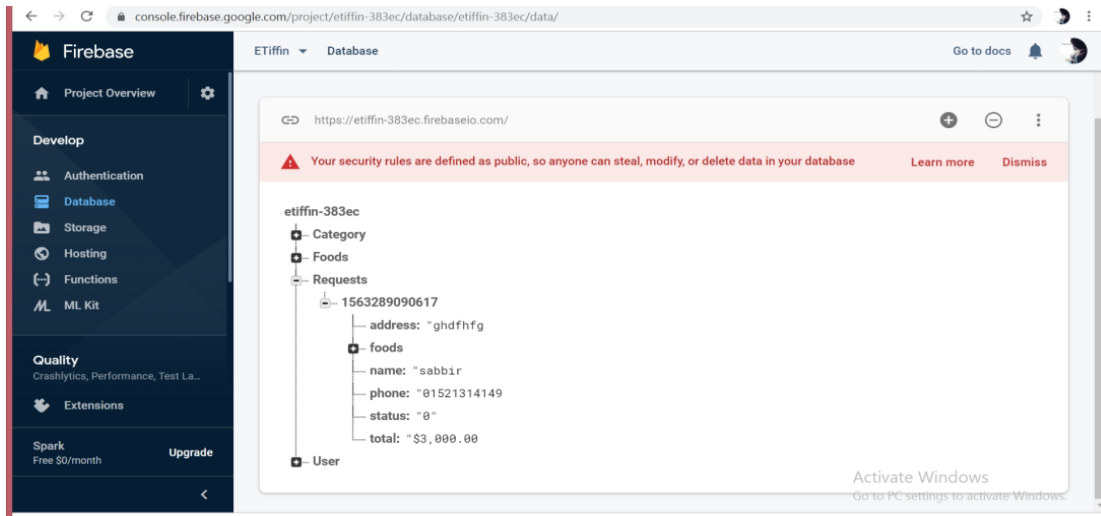 console.firebase.google.com/project/etiffin-383ec/database/etiffin-383ec/data/
Firebase
ETiffin
Database
Go to docs
Project Overview
Develop
Authentication
Database
Storage
Hosting
Functions
ML Kit
Quality
Crashlytics, Performance, Test La...
Extensions
Spark
Free $0/month
Upgrade
https://etiffin-383ec.firebaseio.com/
Your security rules are defined as public, so anyone can steal, modify, or delete data in your database
Learn more
Dismiss
etiffin-383ec
Category
Foods
Requests
1563289090617
address: "ghdfhfg
foods
name: "sabbir
phone: "01521314149
status: "0"
total: "$3,000.00
User
Activate Windows
Go to PC settings to activate Windows.